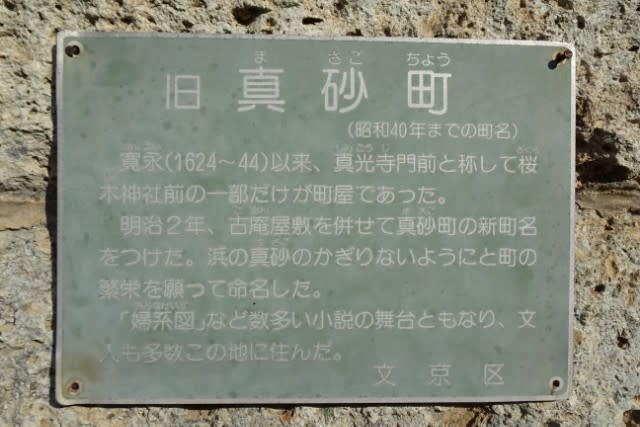 旧 真砂町
ま さご ちょう
(昭和40年までの町名)
寛永(1624～44)以来、真光寺門前と称して桜
木神社前の一部だけが町屋であった。
明治2年、古庵屋敷を併せて真砂町の新町名
をつけた。浜の真砂のかぎりないようにと町の
繁栄を願って命名した。
「婦系図」など数多い小説の舞台ともなり、文
人も多数この地に住んだ。
文京区